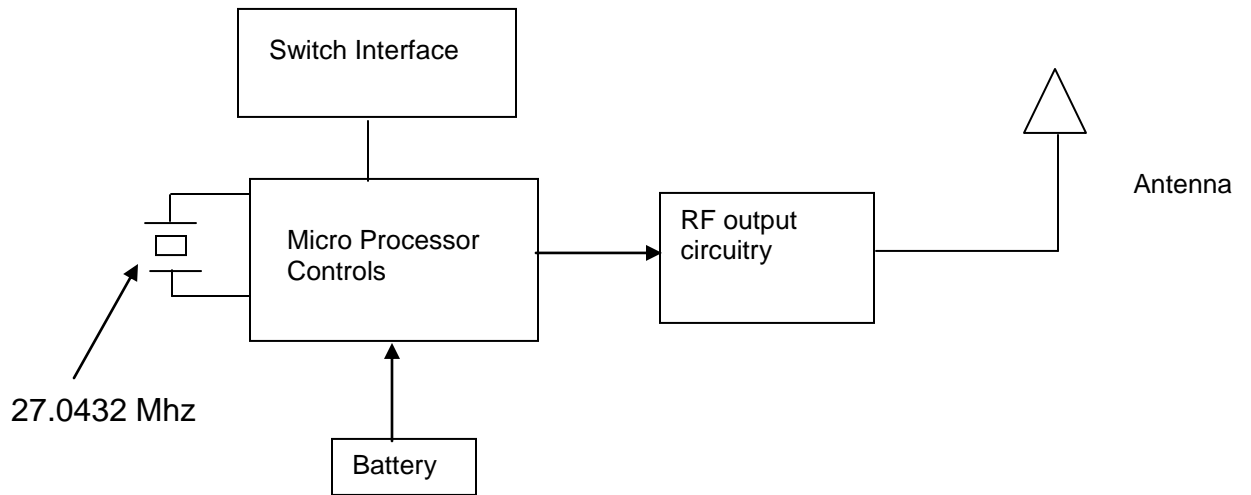 Switch Interface
Antenna
RF output
circuitry
Micro Processor
Controls
27.0432 Mhz
Battery